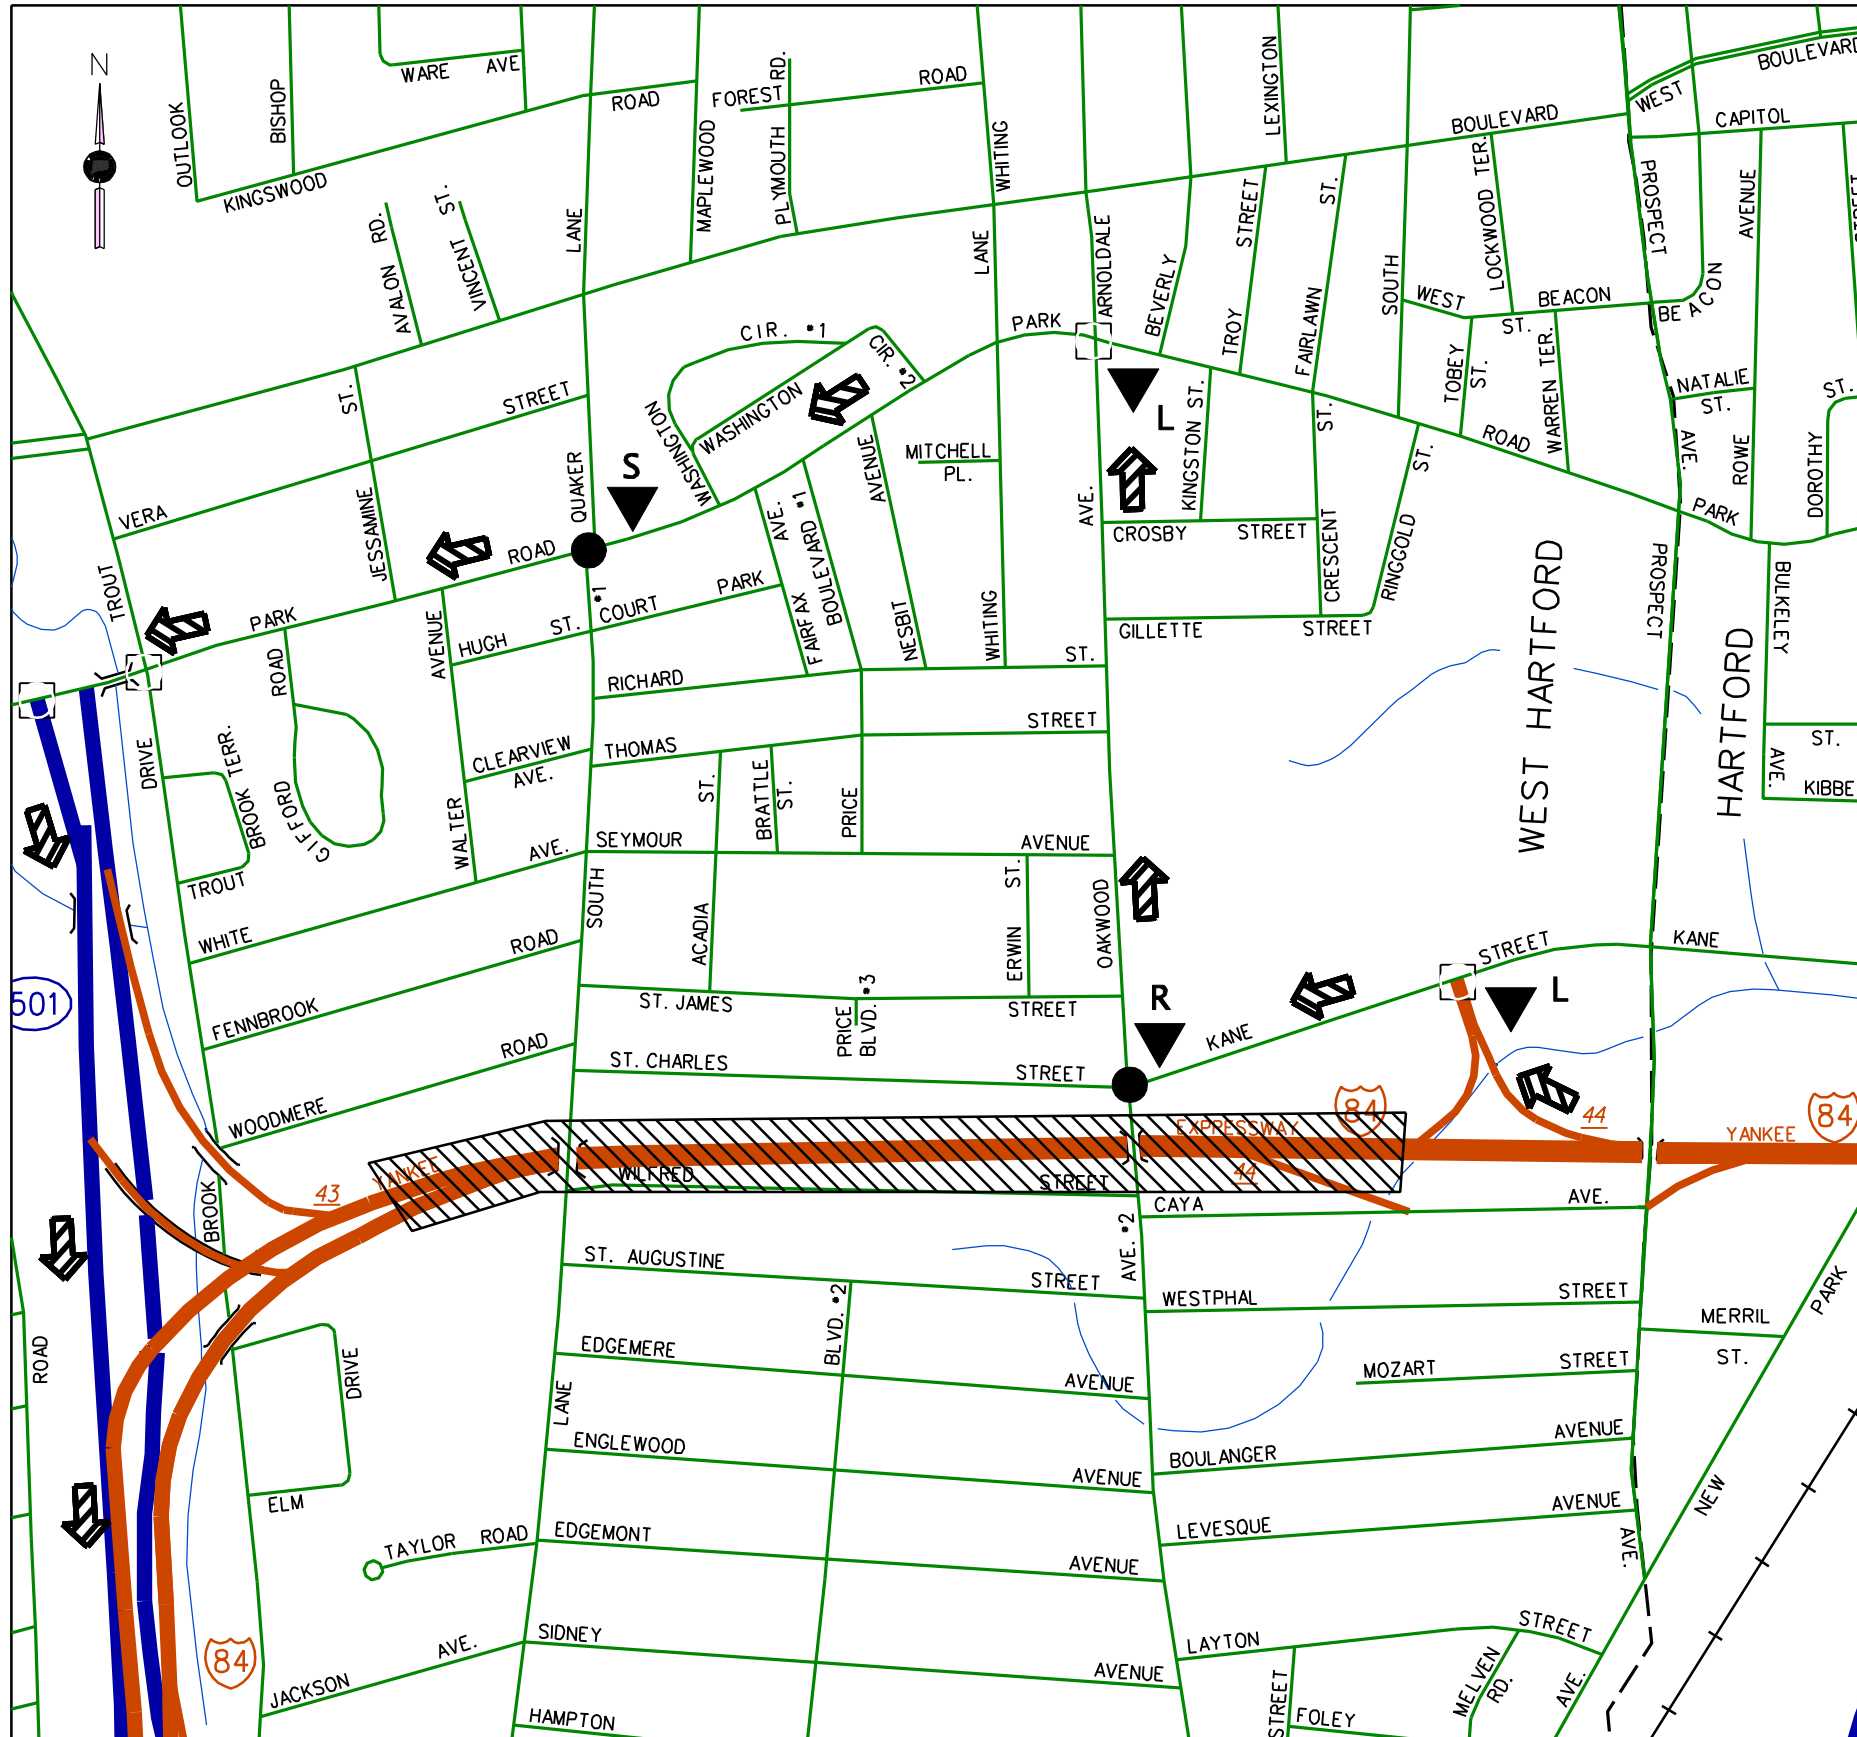 N
OUTLOOK
BISHOP
WARE AVE
KINGSWOOD
ROAD
MAPLEWOOD
FOREST RD.
PLYMOUTH
ROAD
WHITING
LANE
LEXINGTON
BOULEVARD
WEST
BOULEVARD
CAPITOL
AVENUE
PROSPECT
LOCKWOOD TER.
AVALON RD.
VINCENT ST.
LANE
ARNOLDALE
BEVERLY
TROY STREET
FAIRLAWN ST.
SOUTH
WEST
BEACON
ST.
BEACON
PARK
CIR. *1
CIR. *2
WASHINGTON
WASHINGTON
TOBEY ST.
WARREN TER.
NATALIE
ST.
ST.
ROWE
DOROTHY
AVE.
VERA
STREET
JESSAMINE
ST.
QUAKER
S
L
MITCHELL
PL.
KINGSTON ST.
AVENUE
AVE.
ROAD
PARK
CROSBY STREET
CRESCENT
ST.
RINGGOLD
ST.
TROUT
PARK
ROAD
*1
COURT
PARK
AVE.
FAIRFAX
BOULEVARD *1
NESBIT
WHITING
HUGH ST.
AVENUE
GILLETTE STREET
WEST HARTFORD
PROSPECT
HARTFORD
BULKELEY
AVE.
ST.
KIBBE
RICHARD
ST.
STREET
THOMAS
ROAD
GIFFORD
DRIVE
BROOK TERR.
CLEARVIEW
AVE.
WALTER
ST.
BRATTLE
ST.
PRICE
SEYMOUR
AVENUE
TROUT
AVE.
WHITE
SOUTH
ACADIA
ERWIN
ST.
OAKWOOD
STREET
KANE
ROAD
FENNBROOK
ST. JAMES
STREET
PRICE
BLVD. *3
R
KANE
L
501
ROAD
WOODMERE
ST. CHARLES
STREET
84
44
84
YANKEE
EXPRESSWAY
YANKEE
43
44
WILFRED
STREET
CAYA
AVE.
BROOK
AVE. *2
ST. AUGUSTINE
STREET
WESTPHAL
STREET
MERRIL
ST.
PARK
BLVD. *2
EDGEMERE
AVENUE
MOZART
STREET
ROAD
DRIVE
LANE
ENGLEWOOD
AVENUE
BOULANGER
AVENUE
ELM
NEW
TAYLOR ROAD
EDGEMONT
AVENUE
LEVESQUE
AVENUE
AVE.
84
AVE.
JACKSON
SIDNEY
AVENUE
LAYTON
STREET
MELVEN
RD.
AVE.
HAMPTON
STREET
FOLEY